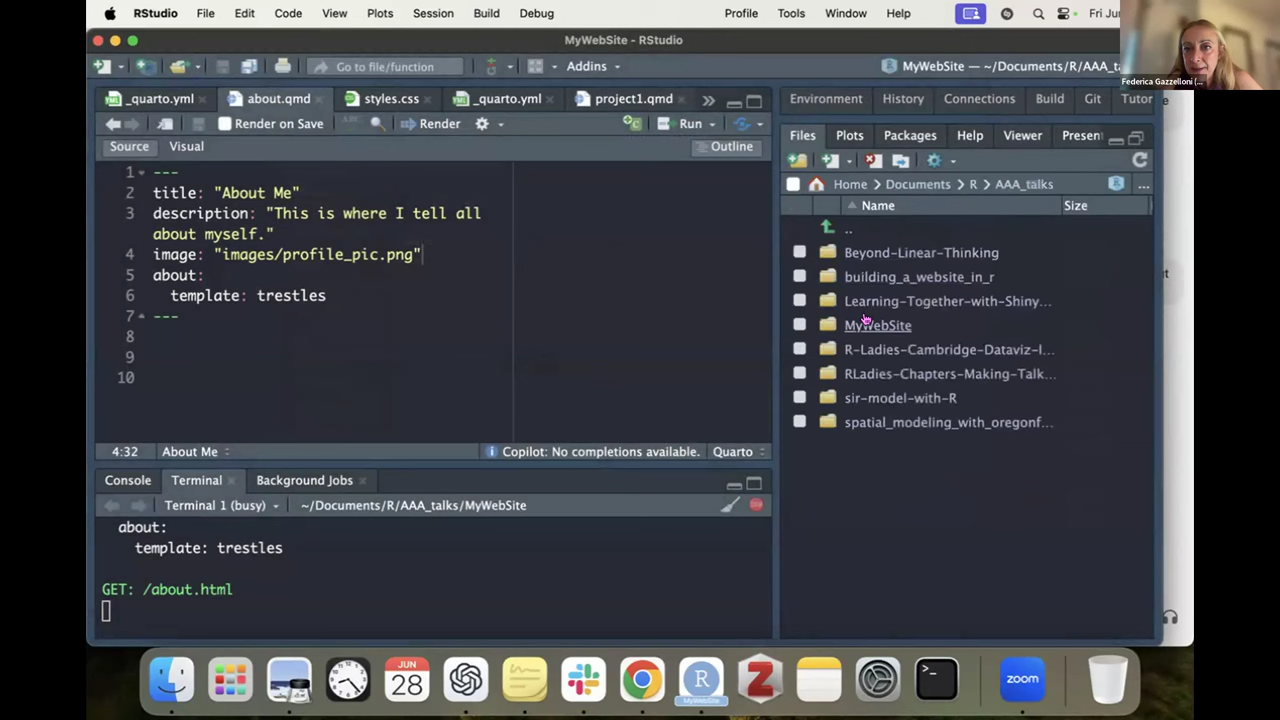 RStudio File Edit Code View Plots Session Build Debug Profile Tools Window Help Fri Jun
MyWebSite - RStudio
Federica Gazzelloni (...
Go to file/function Addins MyWebSite — ~/Documents/R/AAA_ta...
_quarto.yml about.qmd styles.css _quarto.yml project1.qmd
Render on Save ABC Render Run
Source Visual Outline
1 ---
2 title: "About Me"
3 description: "This is where I tell all
about myself."
4 image: "images/profile_pic.png"
5 about:
6 template: trestles
7 ---
8
9
10
4:32 About Me Copilot: No completions available. Quarto
Console Terminal Background Jobs
Terminal 1 (busy) ~/Documents/R/AAA_talks/MyWebSite
about:
template: trestles
GET: /about.html
Environment History Connections Build Git Tutor
Files Plots Packages Help Viewer Present
Home Documents R AAA_talks ...
Name Size
..
Beyond-Linear-Thinking
building_a_website_in_r
Learning-Together-with-Shiny...
MyWebSite
R-Ladies-Cambridge-Dataviz-I...
RLadies-Chapters-Making-Talk...
sir-model-with-R
spatial_modeling_with_oregonf...
JUN
28
R
MyWebSite
Z
>_
zoom